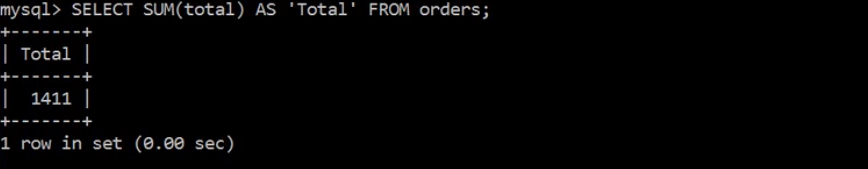 mysql> SELECT SUM(total) AS 'Total' FROM orders;
+-------+
| Total |
+-------+
|  1411 |
+-------+
1 row in set (0.00 sec)